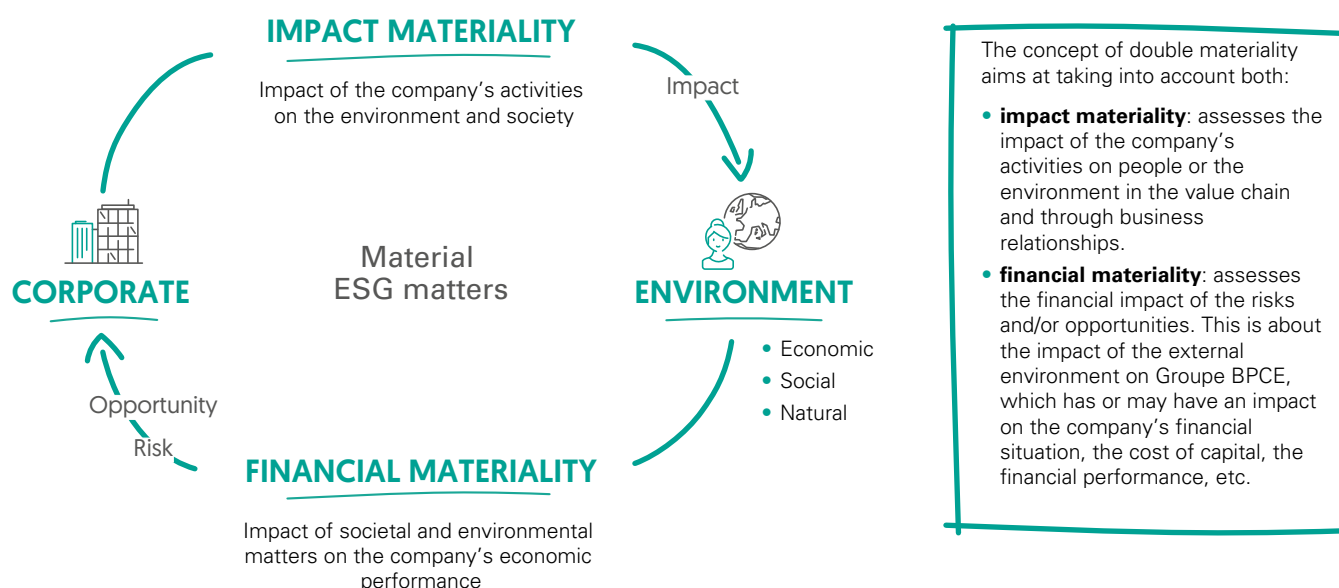 IMPACT MATERIALITY
Impact of the company's activities
on the environment and society
Impact
CORPORATE
Material
ESG matters
ENVIRONMENT
• Economic
• Social
• Natural
Opportunity
Risk
FINANCIAL MATERIALITY
Impact of societal and environmental
matters on the company's economic
performance
The concept of double materiality
aims at taking into account both:
• impact materiality: assesses the
impact of the company's
activities on people or the
environment in the value chain
and through business
relationships.
• financial materiality: assesses
the financial impact of the risks
and/or opportunities. This is about
the impact of the external
environment on Groupe BPCE,
which has or may have an impact
on the company's financial
situation, the cost of capital, the
financial performance, etc.